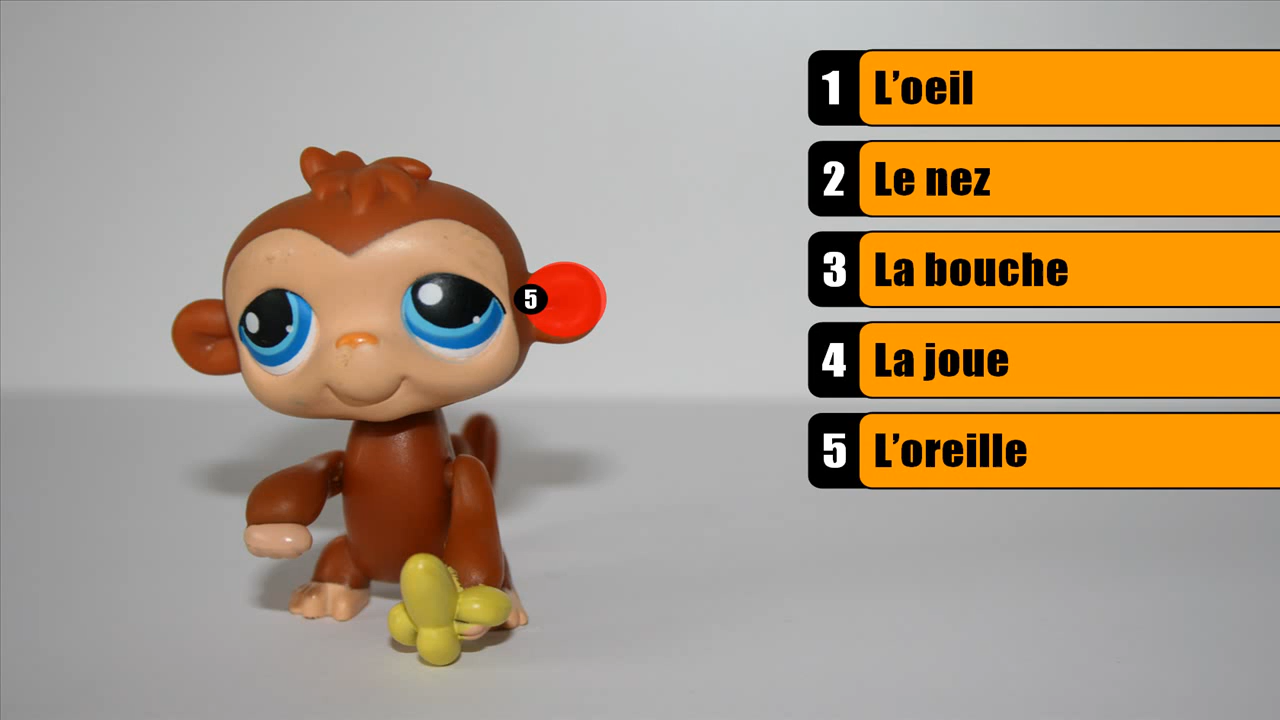 1 L’oeil
2 Le nez
3 La bouche
4 La joue
5 L’oreille
5